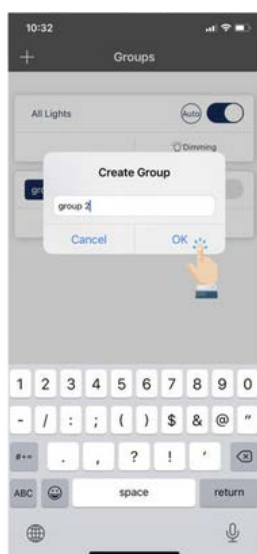 10:32
Groups
All Lights
Auto
Dimming
Create Group
group 2
Cancel
OK
1 2 3 4 5 6 7 8 9 0
- / : ; ( ) $ & @ "
#+= . , ? ! '
ABC space return